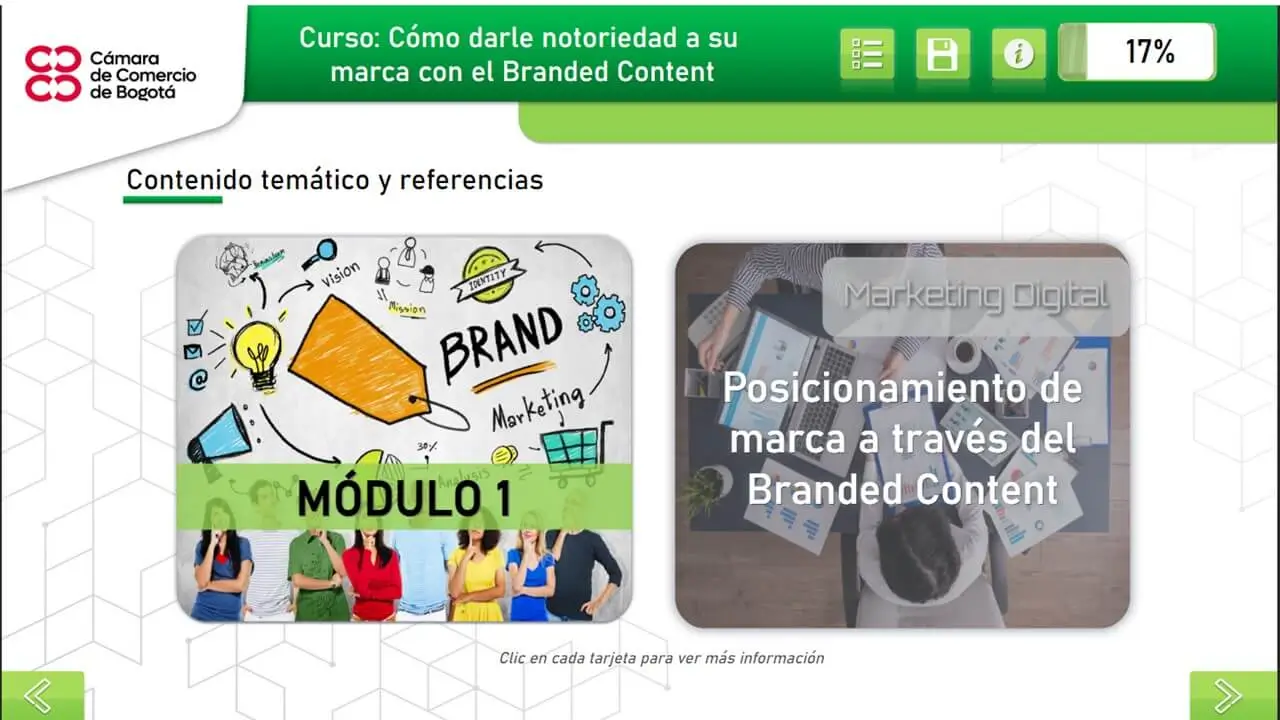 Cámara
de Comercio
de Bogotá
Curso: Cómo darle notoriedad a su
marca con el Branded Content
17%
Contenido temático y referencias
Vision
IDENTITY
Mission
BRAND
Marketing
30%
Analysis
MÓDULO 1
Marketing Digital
Posicionamiento de
marca a través del
Branded Content
Clic en cada tarjeta para ver más información